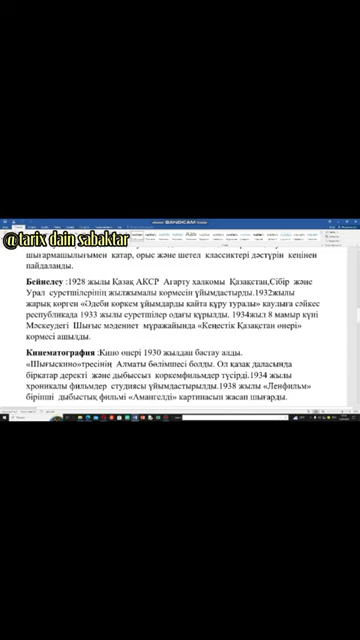 BANDICAM
@tarix dain sabaktar
шығармашылығымен қатар, орыс және шетел классиктері дәстүрін кеңінен
пайдаланды.
Бейнелеу :1928 жылы Қазақ АКСР Ағарту халкомы Қазақстан,Сібір және
Урал суретшілерінің жылжымалы көрмесін ұйымдастырды.1932жылы
жарық көрген «Әдеби көркем ұйымдарды қайта құру туралы» қаулыға сәйкес
республикада 1933 жылы суретшілер одағы құрылды. 1934жыл 8 мамыр күні
Мәскеудегі Шығыс мәдениет мұражайында «Кеңестік Қазақстан өнері»
көрмесі ашылды.
Кинематография :Кино өнері 1930 жылдан бастау алды.
«Шығыскино»тресінің Алматы бөлімшесі болды. Ол қазақ даласында
бірқатар деректі және дыбыссыз көркемфильмдер түсірді.1934 жылы
хроникалы фильмдер студиясы ұйымдастырылды.1938 жылы «Ленфильм»
бірінші дыбыстық фильмі «Амангелді» картинасын жасап шығарды.